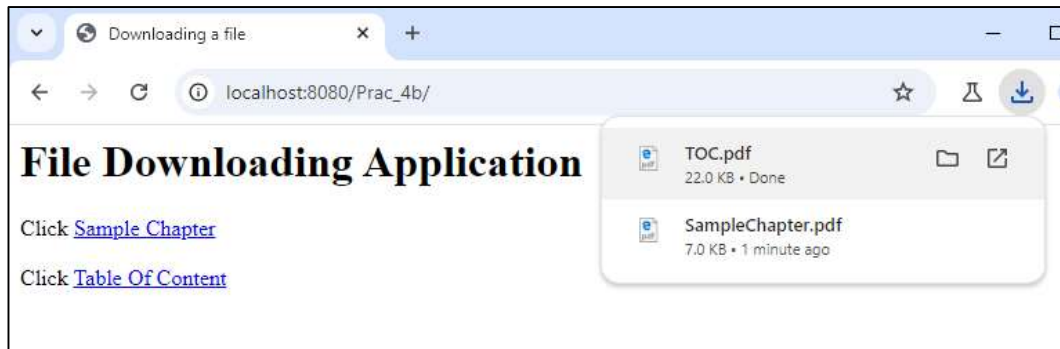 Downloading a file
localhost:8080/Prac_4b/
File Downloading Application
Click Sample Chapter
Click Table Of Content
TOC.pdf
22.0 KB • Done
SampleChapter.pdf
7.0 KB • 1 minute ago